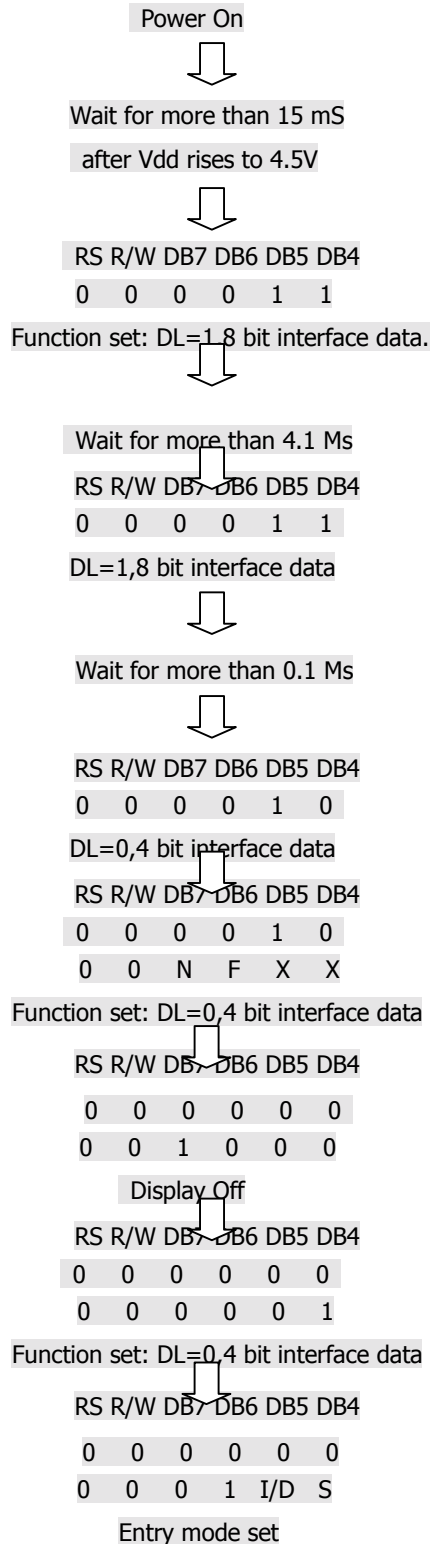 Power On
Wait for more than 15 mS
after Vdd rises to 4.5V
RS R/W DB7 DB6 DB5 DB4
0 0 0 0 1 1
Function set: DL=1,8 bit interface data.
Wait for more than 4.1 Ms
RS R/W DB7 DB6 DB5 DB4
0 0 0 0 1 1
DL=1,8 bit interface data
Wait for more than 0.1 Ms
RS R/W DB7 DB6 DB5 DB4
0 0 0 0 1 0
DL=0,4 bit interface data
RS R/W DB7 DB6 DB5 DB4
0 0 0 0 1 0
0 0 N F X X
Function set: DL=0,4 bit interface data
RS R/W DB7 DB6 DB5 DB4
0 0 0 0 0 0
0 0 1 0 0 0
Display Off
RS R/W DB7 DB6 DB5 DB4
0 0 0 0 0 0
0 0 0 0 0 1
Function set: DL=0,4 bit interface data
RS R/W DB7 DB6 DB5 DB4
0 0 0 0 0 0
0 0 0 1 I/D S
Entry mode set